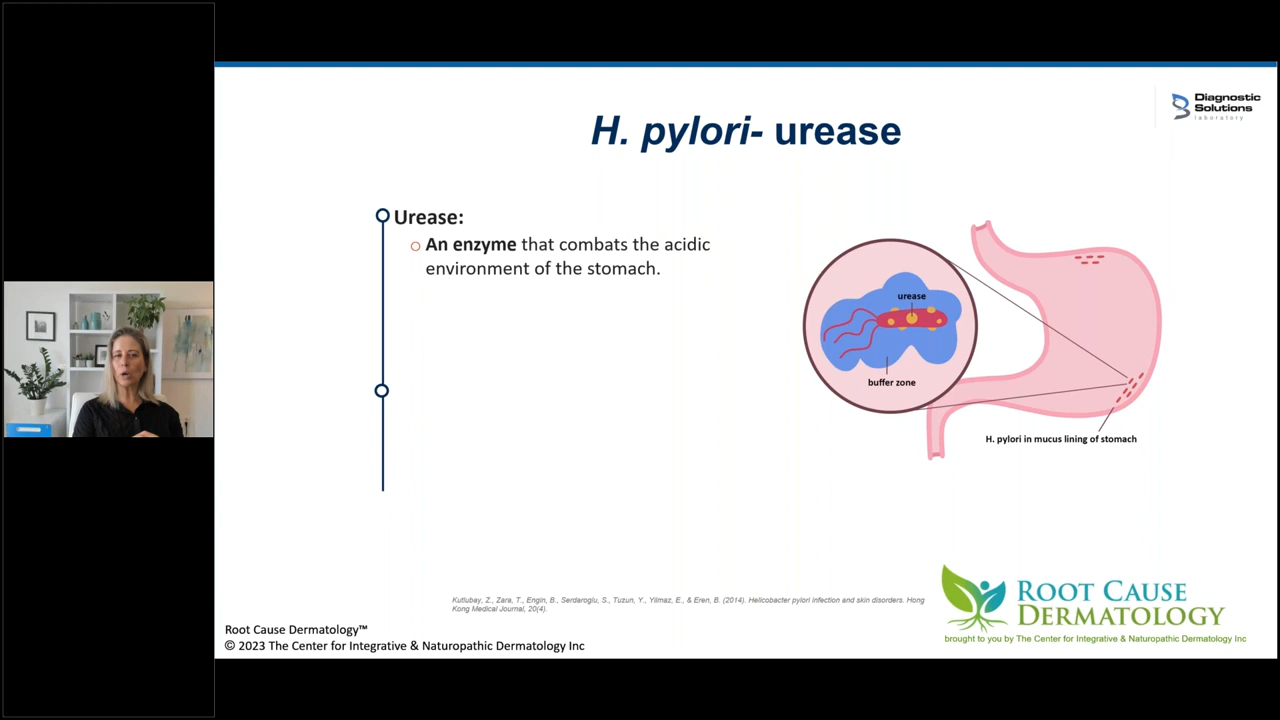 Diagnostic
Solutions
laboratory
H. pylori- urease
Urease:
An enzyme that combats the acidic
environment of the stomach.
urease
buffer zone
H. pylori in mucus lining of stomach
Kutlubay, Z., Zara, T., Engin, B., Serdaroglu, S., Tuzun, Y., Yilmaz, E., & Eren, B. (2014). Helicobacter pylori infection and skin disorders. Hong
Kong Medical Journal, 20(4).
Root Cause Dermatology™
© 2023 The Center for Integrative & Naturopathic Dermatology Inc
ROOT CAUSE
DERMATOLOGY
brought to you by The Center for Integrative & Naturopathic Dermatology Inc